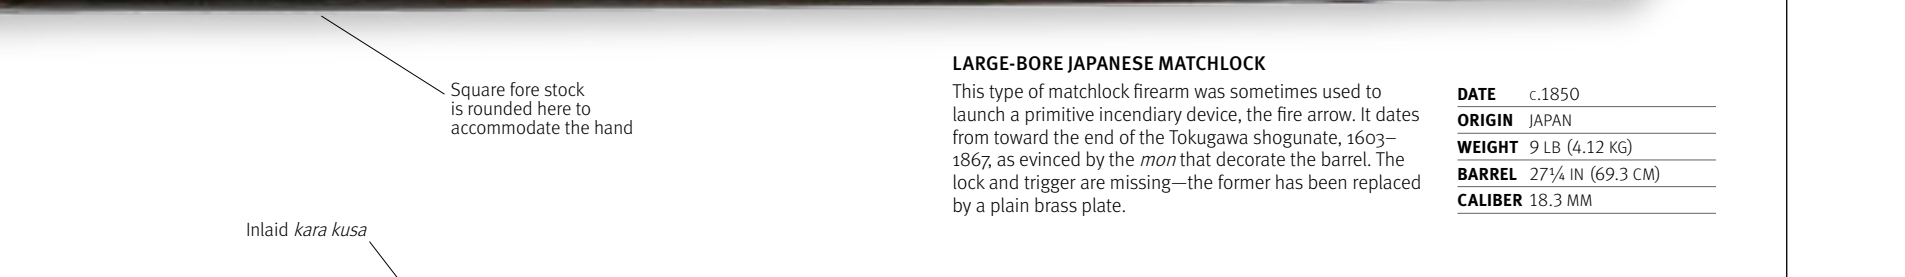 Square fore stock
is rounded here to
accommodate the hand
LARGE-BORE JAPANESE MATCHLOCK
This type of matchlock firearm was sometimes used to
launch a primitive incendiary device, the fire arrow. It dates
from toward the end of the Tokugawa shogunate, 1603–
1867, as evinced by the mon that decorate the barrel. The
lock and trigger are missing—the former has been replaced
by a plain brass plate.
DATE c.1850
ORIGIN JAPAN
WEIGHT 9 LB (4.12 KG)
BARREL 27¼ IN (69.3 CM)
CALIBER 18.3 MM
Inlaid kara kusa